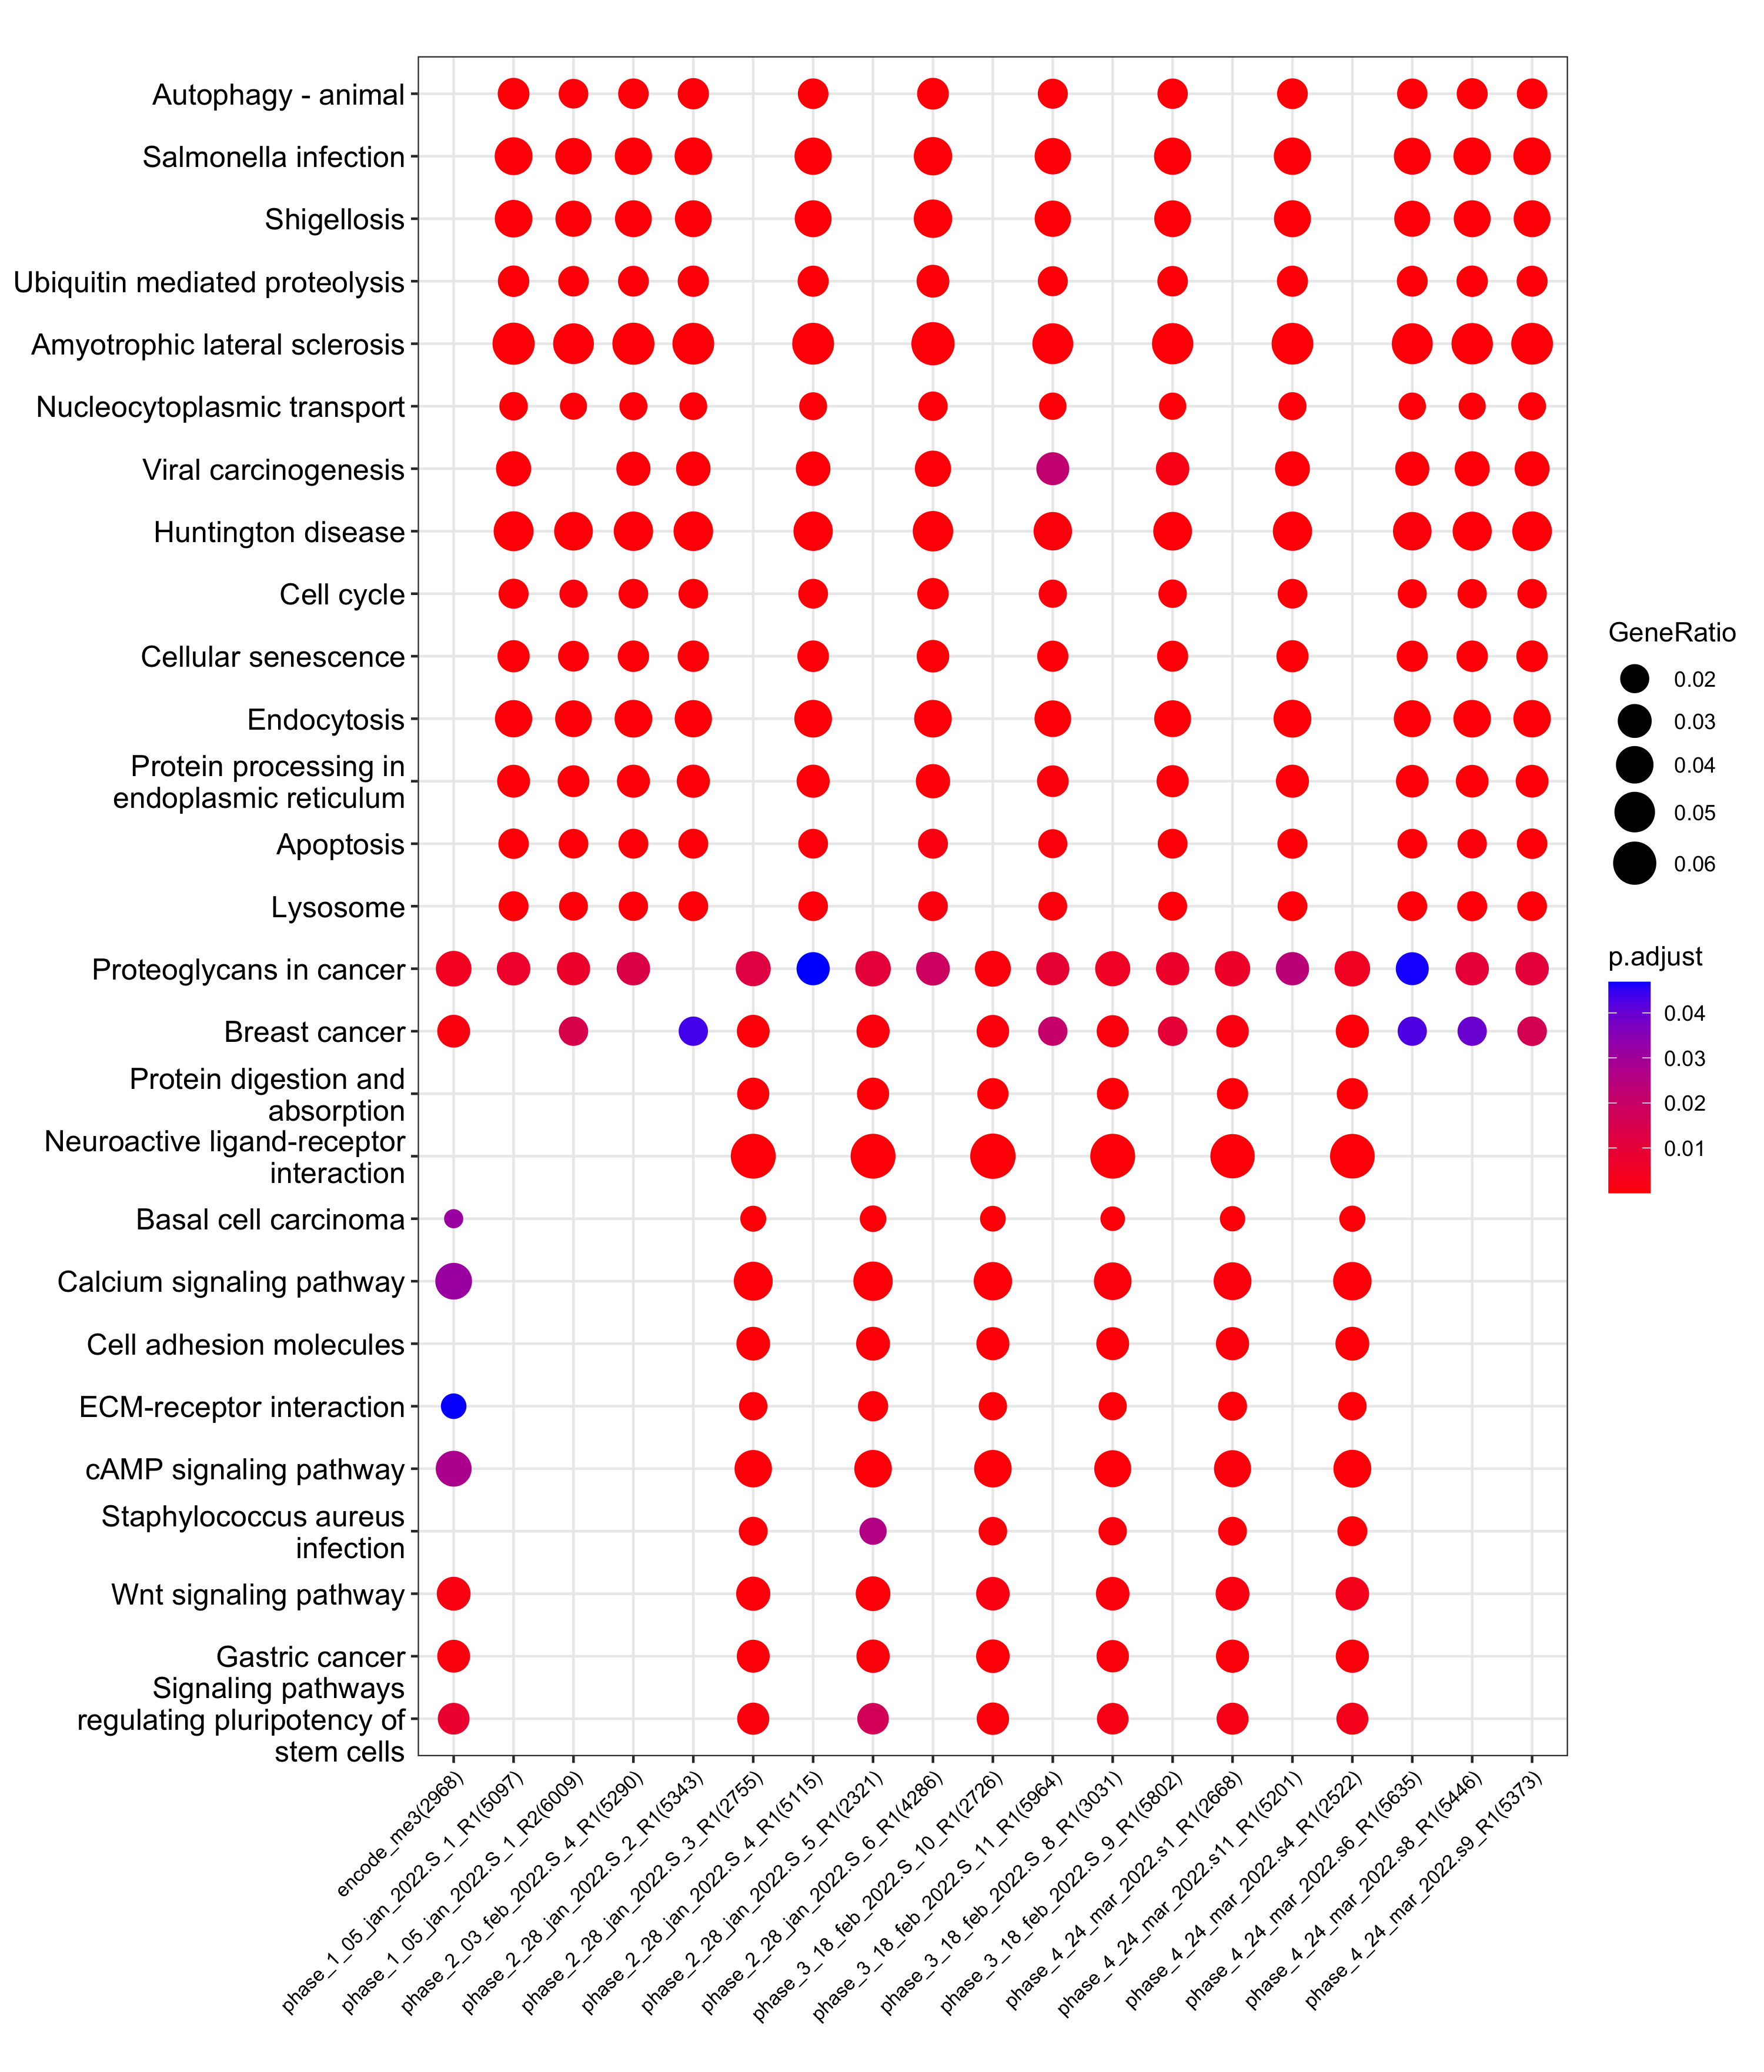 Autophagy - animal
Salmonella infection
Shigellosis
Ubiquitin mediated proteolysis
Amyotrophic lateral sclerosis
Nucleocytoplasmic transport
Viral carcinogenesis
Huntington disease
Cell cycle
Cellular senescence
Endocytosis
Protein processing in
endoplasmic reticulum
Apoptosis
Lysosome
Proteoglycans in cancer
Breast cancer
Protein digestion and
absorption
Neuroactive ligand-receptor
interaction
Basal cell carcinoma
Calcium signaling pathway
Cell adhesion molecules
ECM-receptor interaction
cAMP signaling pathway
Staphylococcus aureus
infection
Wnt signaling pathway
Gastric cancer
Signaling pathways
regulating pluripotency of
stem cells
encode_me3(2968)
phase_1_05_jan_2022.S_1_R1(5097)
phase_1_05_jan_2022.S_1_R2(6009)
phase_2_03_feb_2022.S_4_R1(5290)
phase_2_28_jan_2022.S_2_R1(5343)
phase_2_28_jan_2022.S_3_R1(2755)
phase_2_28_jan_2022.S_4_R1(5115)
phase_2_28_jan_2022.S_5_R1(2321)
phase_2_28_jan_2022.S_6_R1(4286)
phase_3_18_feb_2022.S_10_R1(2726)
phase_3_18_feb_2022.S_11_R1(5964)
phase_3_18_feb_2022.S_8_R1(3031)
phase_3_18_feb_2022.S_9_R1(5802)
phase_4_24_mar_2022.s1_R1(2668)
phase_4_24_mar_2022.s11_R1(5201)
phase_4_24_mar_2022.s4_R1(2522)
phase_4_24_mar_2022.s6_R1(5635)
phase_4_24_mar_2022.s8_R1(5446)
phase_4_24_mar_2022.s9_R1(5373)
GeneRatio
0.02
0.03
0.04
0.05
0.06
p.adjust
0.04
0.03
0.02
0.01